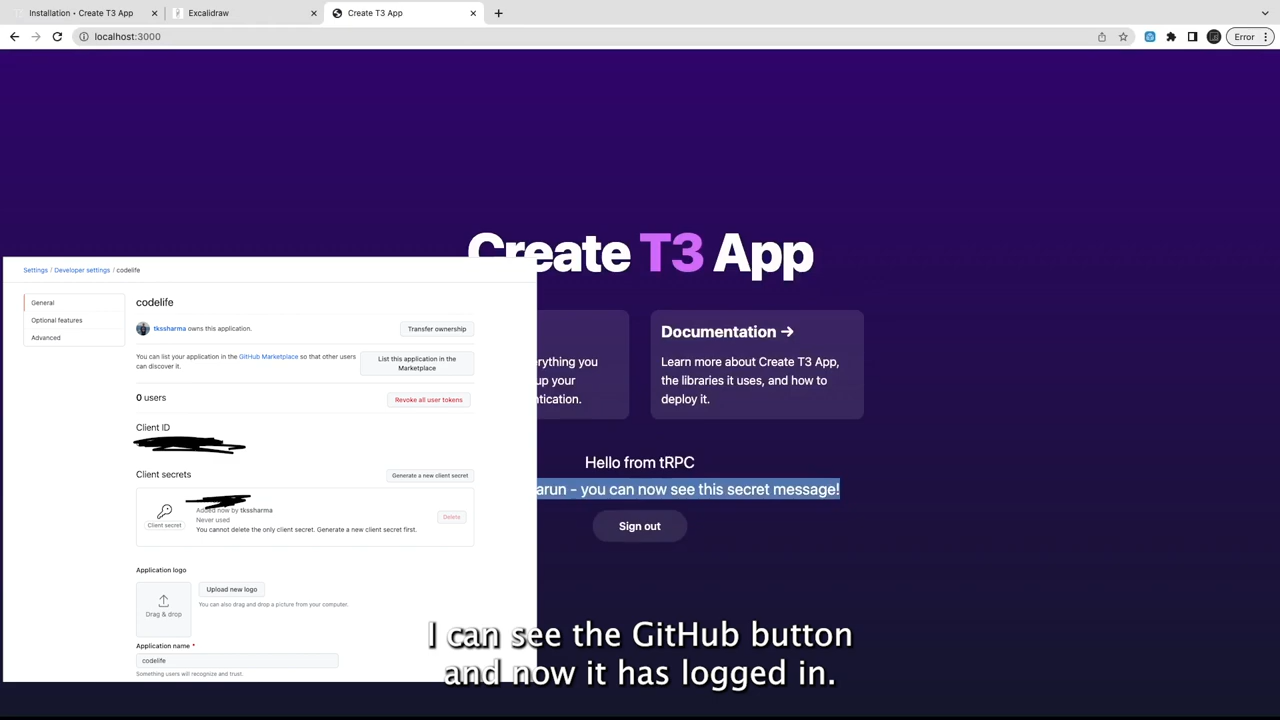 Installation • Create T3 App
Excalidraw
Create T3 App
localhost:3000
Error
Create T3 App
Settings / Developer settings / codelife
General
Optional features
Advanced
codelife
tkssharma owns this application.
Transfer ownership
You can list your application in the GitHub Marketplace so that other users
can discover it.
List this application in the
Marketplace
0 users
Revoke all user tokens
Client ID
Client secrets
Generate a new client secret
Client secret
Added now by tkssharma
Never used
You cannot delete the only client secret. Generate a new client secret first.
Delete
Application logo
Drag & drop
Upload new logo
You can also drag and drop a picture from your computer.
Application name *
codelife
Something users will recognize and trust.
erything you
up your
ntication.
Documentation →
Learn more about Create T3 App,
the libraries it uses, and how to
deploy it.
Hello from tRPC
arun - you can now see this secret message!
Sign out
I can see the GitHub button
and now it has logged in.